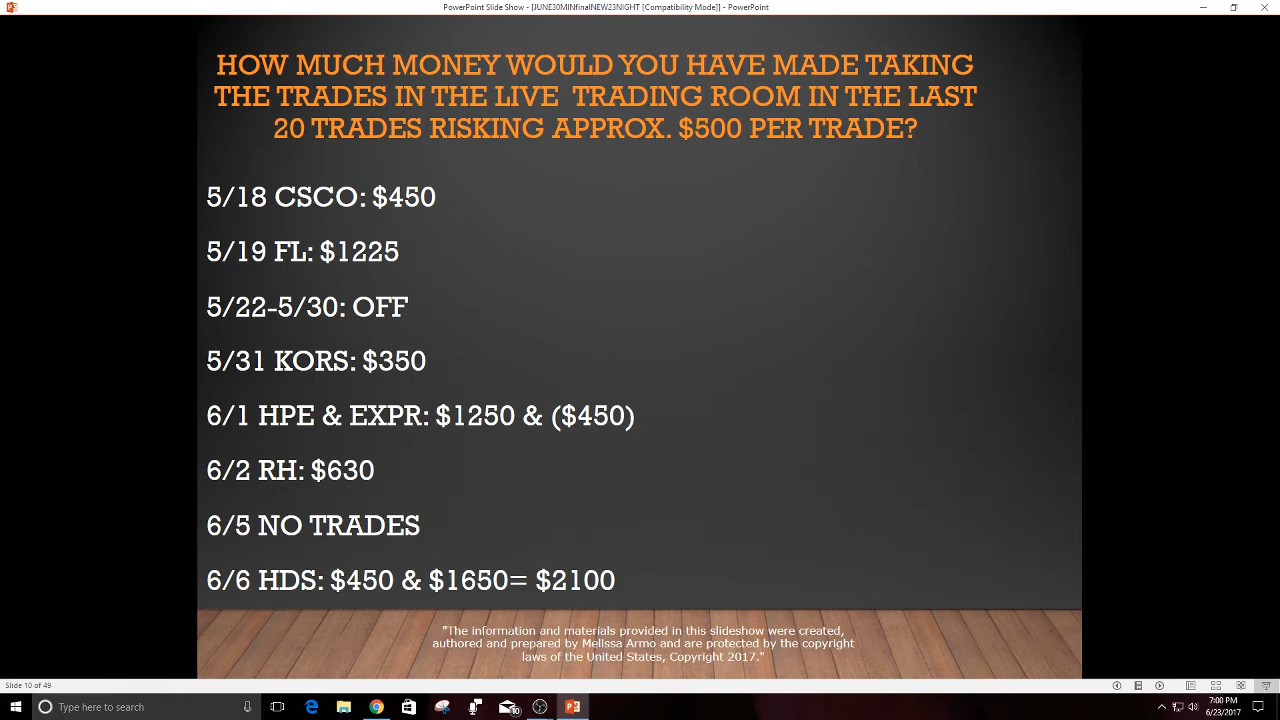 PowerPoint Slide Show - [JUNE30MINfinalNEW23NIGHT [Compatibility Mode]] - PowerPoint
HOW MUCH MONEY WOULD YOU HAVE MADE TAKING
THE TRADES IN THE LIVE TRADING ROOM IN THE LAST
20 TRADES RISKING APPROX. $500 PER TRADE?
5/18 CSCO: $450
5/19 FL: $1225
5/22-5/30: OFF
5/31 KORS: $350
6/1 HPE & EXPR: $1250 & ($450)
6/2 RH: $630
6/5 NO TRADES
6/6 HDS: $450 & $1650= $2100
"The information and materials provided in this slideshow were created,
authored and prepared by Melissa Armo and are protected by the copyright
laws of the United States, Copyright 2017."
Slide 10 of 49
Type here to search
10
7:00 PM
6/23/2017